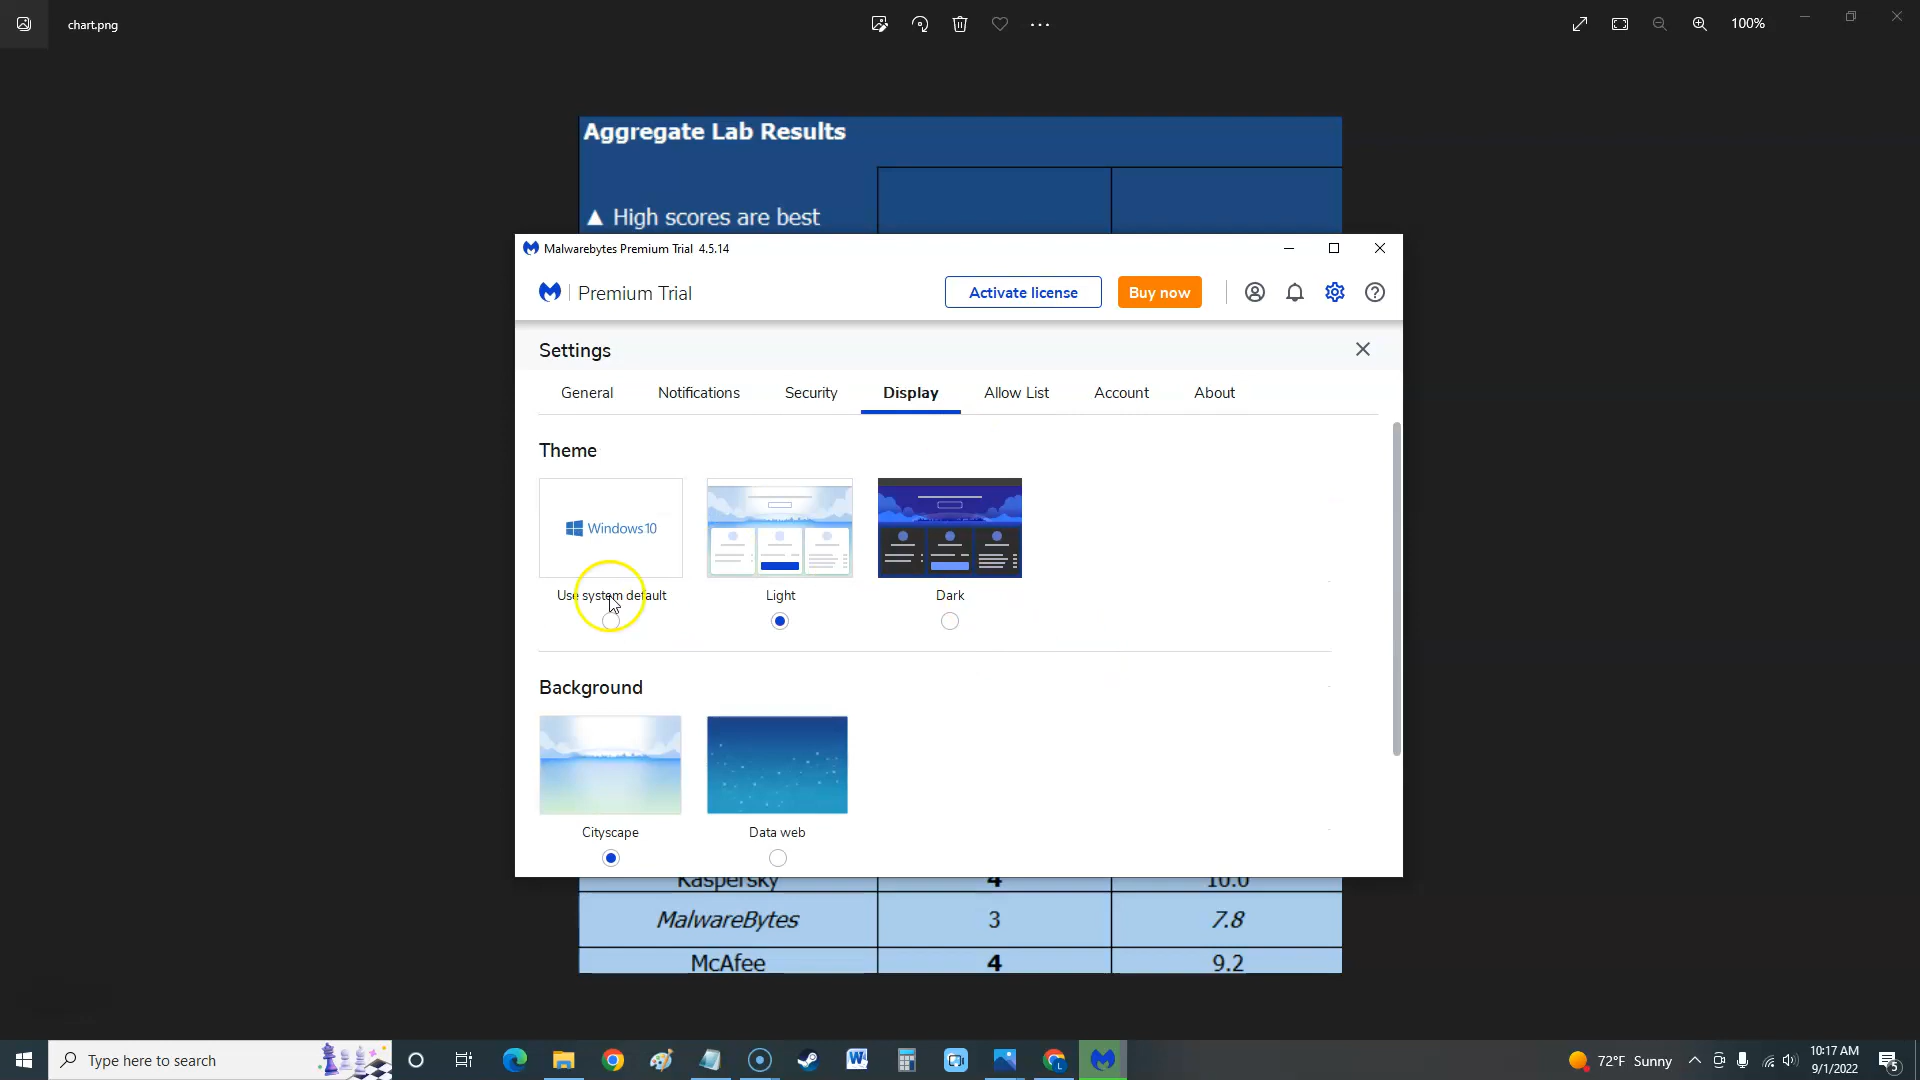 chart.png
100%
Aggregate Lab Results
▲ High scores are best
Malwarebytes Premium Trial 4.5.14
Premium Trial
Activate license
Buy now
Settings
General Notifications Security Display Allow List Account About
Theme
Windows10
Use system default Light Dark
Background
Cityscape Data web
Kaspersky 4 10.0
MalwareBytes 3 7.8
McAfee 4 9.2
Type here to search
72°F Sunny
10:17 AM
9/1/2022
5